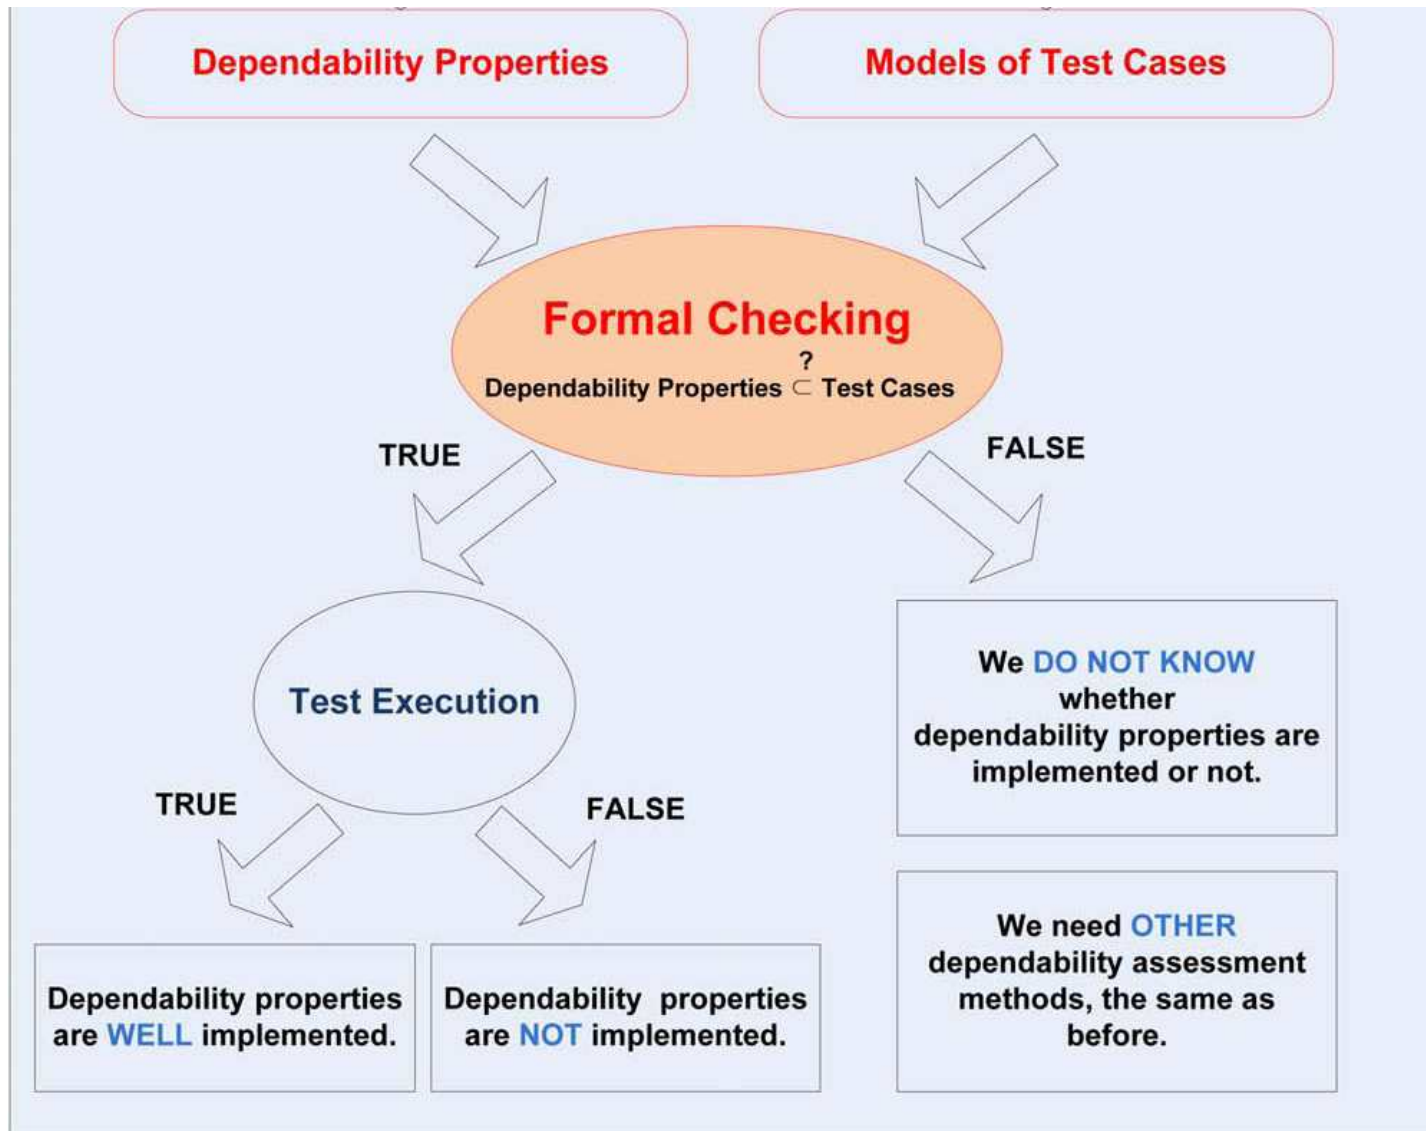 Dependability Properties
Models of Test Cases
Formal Checking
?
Dependability Properties ⊂ Test Cases
TRUE
FALSE
We DO NOT KNOW
whether
dependability properties are
implemented or not.
Test Execution
TRUE
FALSE
We need OTHER
dependability assessment
methods, the same as
before.
Dependability properties
are WELL implemented.
Dependability properties
are NOT implemented.